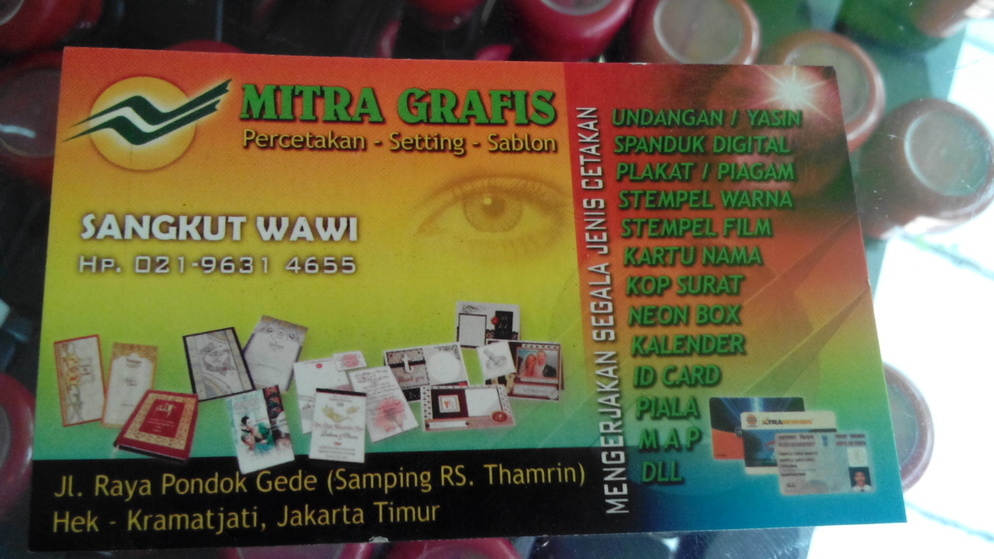 MITRA GRAFIS
Percetakan - Setting - Sablon
SANGKUT WAWI
Hp. 021-9631 4655
Jl. Raya Pondok Gede (Samping RS. Thamrin)
Hek - Kramatjati, Jakarta Timur
MENGERJAKAN SEGALA JENIS CETAKAN
UNDANGAN / YASIN
SPANDUK DIGITAL
PLAKAT / PIAGAM
STEMPEL WARNA
STEMPEL FILM
KARTU NAMA
KOP SURAT
NEON BOX
KALENDER
ID CARD
PIALA
M A P
DLL